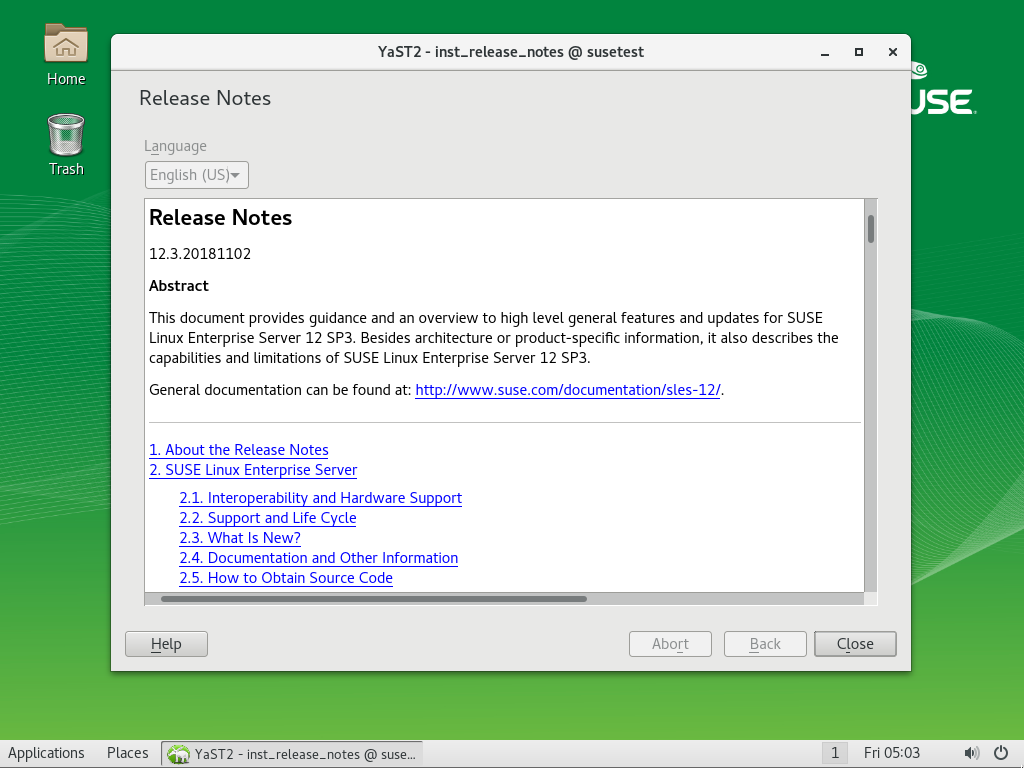 Home
Trash
YaST2 - inst_release_notes @ susetest
Release Notes
Language
English (US)
Release Notes
12.3.20181102
Abstract
This document provides guidance and an overview to high level general features and updates for SUSE
Linux Enterprise Server 12 SP3. Besides architecture or product-specific information, it also describes the
capabilities and limitations of SUSE Linux Enterprise Server 12 SP3.
General documentation can be found at: http://www.suse.com/documentation/sles-12/.
1. About the Release Notes
2. SUSE Linux Enterprise Server
2.1. Interoperability and Hardware Support
2.2. Support and Life Cycle
2.3. What Is New?
2.4. Documentation and Other Information
2.5. How to Obtain Source Code
Help
Abort
Back
Close
USE
Applications
Places
YaST2 - inst_release_notes @ suse...
1
Fri 05:03